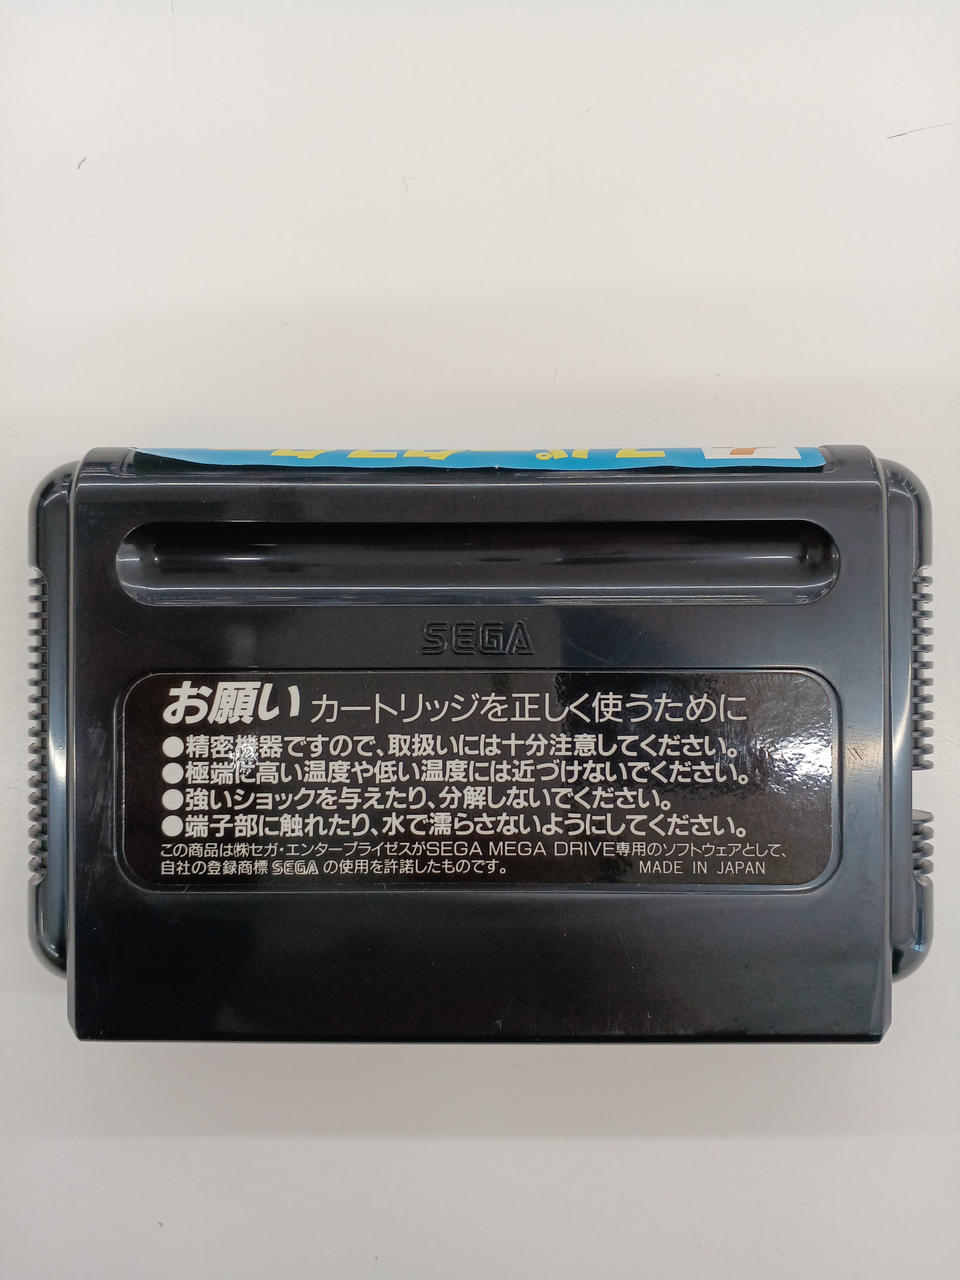 SEGA
お願い カートリッジを正しく使うために
●精密機器ですので、取扱いには十分注意してください。
●極端に高い温度や低い温度には近づけないでください。
●強いショックを与えたり、分解しないでください。
●端子部に触れたり、水で濡らさないようにしてください。
この商品は㈱セガ・エンタープライゼスがSEGA MEGA DRIVE専用のソフトウェアとして、
自社の登録商標 SEGA の使用を許諾したものです。 MADE IN JAPAN